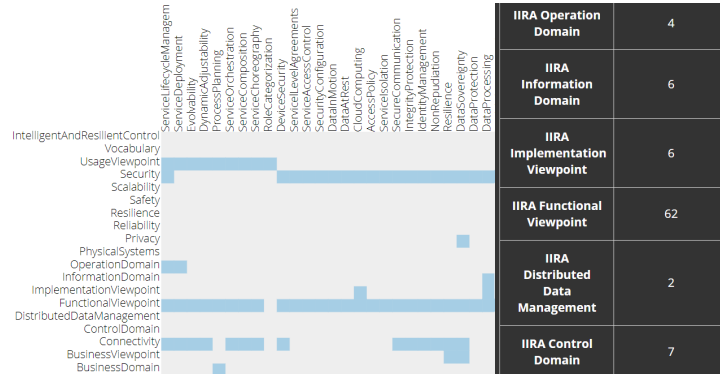 ServiceLifecycleManagem
ServiceDeployment
Evolvability
DynamicAdjustability
ProcessPlanning
ServiceOrchestration
ServiceComposition
ServiceChoreography
RoleCategorization
DeviceSecurity
ServiceLevelAgreements
ServiceAccessControl
SecurityConfiguration
DataInMotion
DataAtRest
CloudComputing
AccessPolicy
ServiceIsolation
SecureCommunication
IntegrityProtection
IdentityManagement
NonRepudiation
Resilience
DataSovereignty
DataProtection
DataProcessing
IntelligentAndResilientControl
Vocabulary
UsageViewpoint
Security
Scalability
Safety
Resilience
Reliability
Privacy
PhysicalSystems
OperationDomain
InformationDomain
ImplementationViewpoint
FunctionalViewpoint
DistributedDataManagement
ControlDomain
Connectivity
BusinessViewpoint
BusinessDomain
IIRA Operation
Domain
4
IIRA
Information
Domain
6
IIRA
Implementation
Viewpoint
6
IIRA Functional
Viewpoint
62
IIRA
Distributed
Data
Management
2
IIRA Control
Domain
7